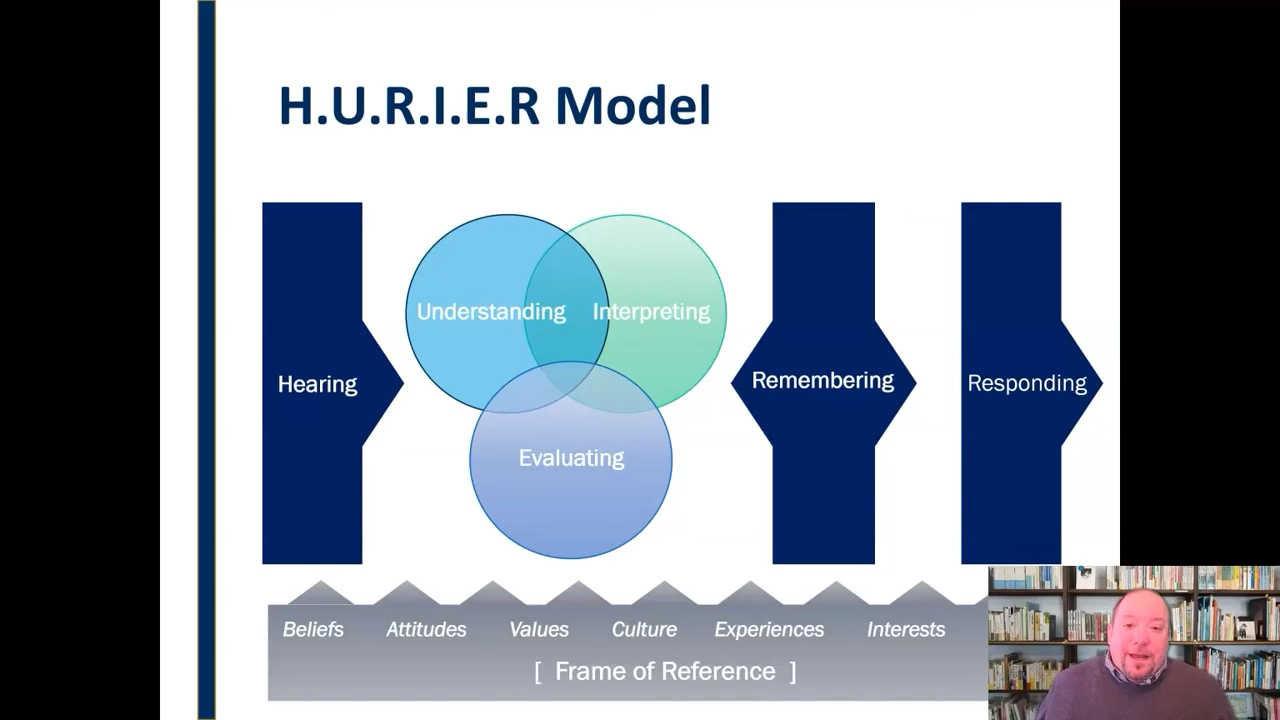 H.U.R.I.E.R Model
Understanding
Interpreting
Hearing
Remembering
Responding
Evaluating
Beliefs Attitudes Values Culture Experiences Interests
[ Frame of Reference ]